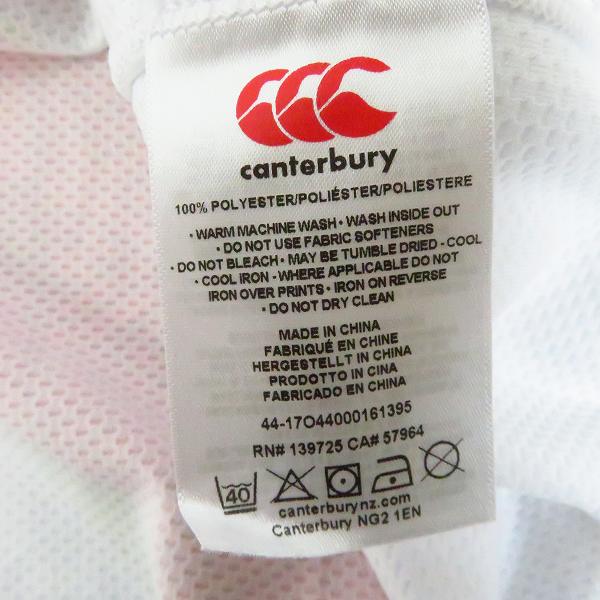 canterbury
100% POLYESTER/POLIÉSTER/POLIESTERE
• WARM MACHINE WASH • WASH INSIDE OUT
• DO NOT USE FABRIC SOFTENERS
• DO NOT BLEACH • MAY BE TUMBLE DRIED - COOL
• COOL IRON - WHERE APPLICABLE DO NOT
IRON OVER PRINTS • IRON ON REVERSE
• DO NOT DRY CLEAN
MADE IN CHINA
FABRIQUÉ EN CHINE
HERGESTELLT IN CHINA
PRODOTTO IN CINA
FABRICADO EN CHINA
44-17O44000161395
RN# 139725 CA# 57964
40
canterburynz.com
Canterbury NG2 1EN